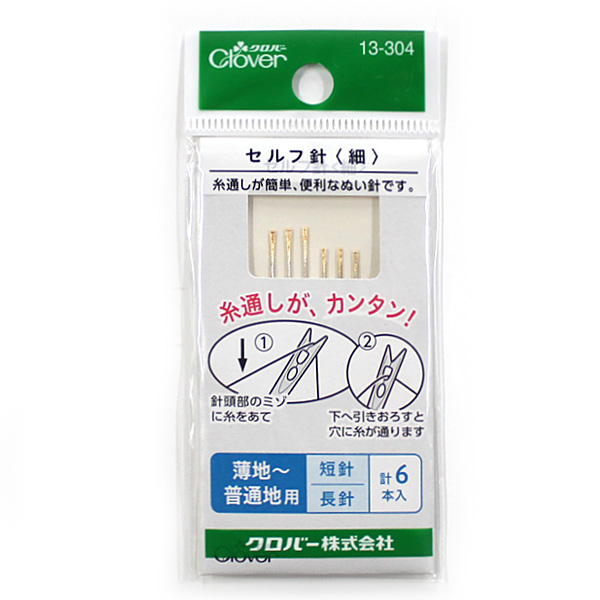 クロバー
Clover
13-304
セルフ針〈細〉
糸通しが簡単、便利なぬい針です。
糸通しが、カンタン!
①
②
針頭部のミゾ
に糸をあて
下へ引きおろすと
穴に糸が通ります
薄地〜
普通地用
短針
長針
計6
本入
クロバー株式会社
Clover